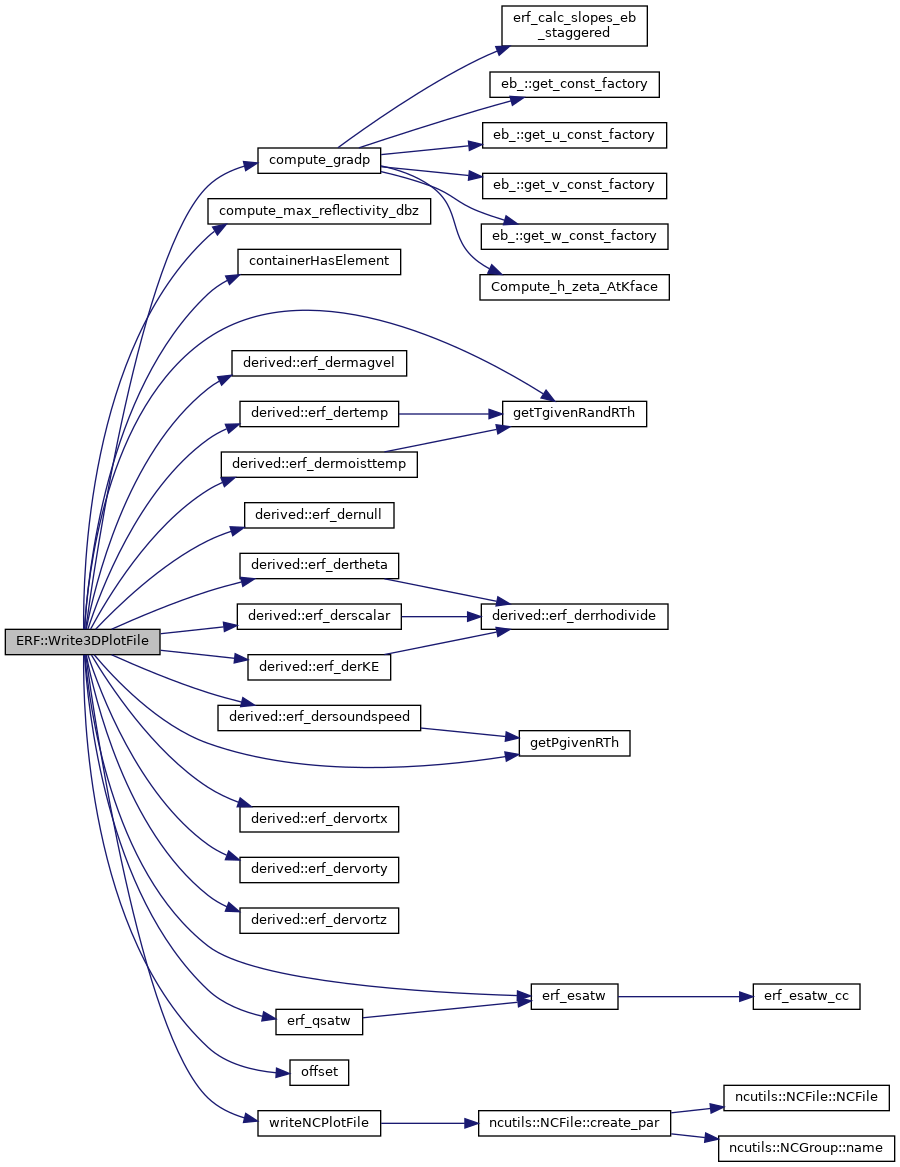 erf_calc_slopes_eb
_staggered
eb_::get_const_factory
eb_::get_u_const_factory
compute_gradp
eb_::get_v_const_factory
compute_max_reflectivity_dbz
eb_::get_w_const_factory
containerHasElement
Compute_h_zeta_AtKface
derived::erf_dermagvel
derived::erf_dertemp
getTgivenRandRTh
derived::erf_dermoisttemp
derived::erf_dernull
derived::erf_dertheta
derived::erf_derscalar
derived::erf_derrhodivide
ERF::Write3DPlotFile
derived::erf_derKE
derived::erf_dersoundspeed
getPgivenRTh
derived::erf_dervortx
derived::erf_dervorty
derived::erf_dervortz
erf_esatw
erf_esatw_cc
erf_qsatw
offset
ncutils::NCFile::NCFile
writeNCPlotFile
ncutils::NCFile::create_par
ncutils::NCGroup::name